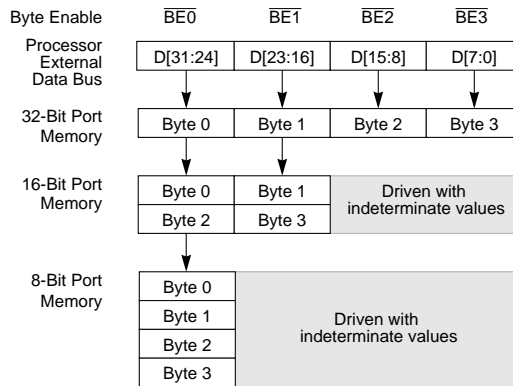 Byte Enable BE0 BE1 BE2 BE3
Processor
External
Data Bus
D[31:24] D[23:16] D[15:8] D[7:0]
32-Bit Port
Memory
Byte 0 Byte 1 Byte 2 Byte 3
16-Bit Port
Memory
Byte 0 Byte 1
Byte 2 Byte 3
Driven with
indeterminate values
8-Bit Port
Memory
Byte 0
Byte 1
Byte 2
Byte 3
Driven with
indeterminate values